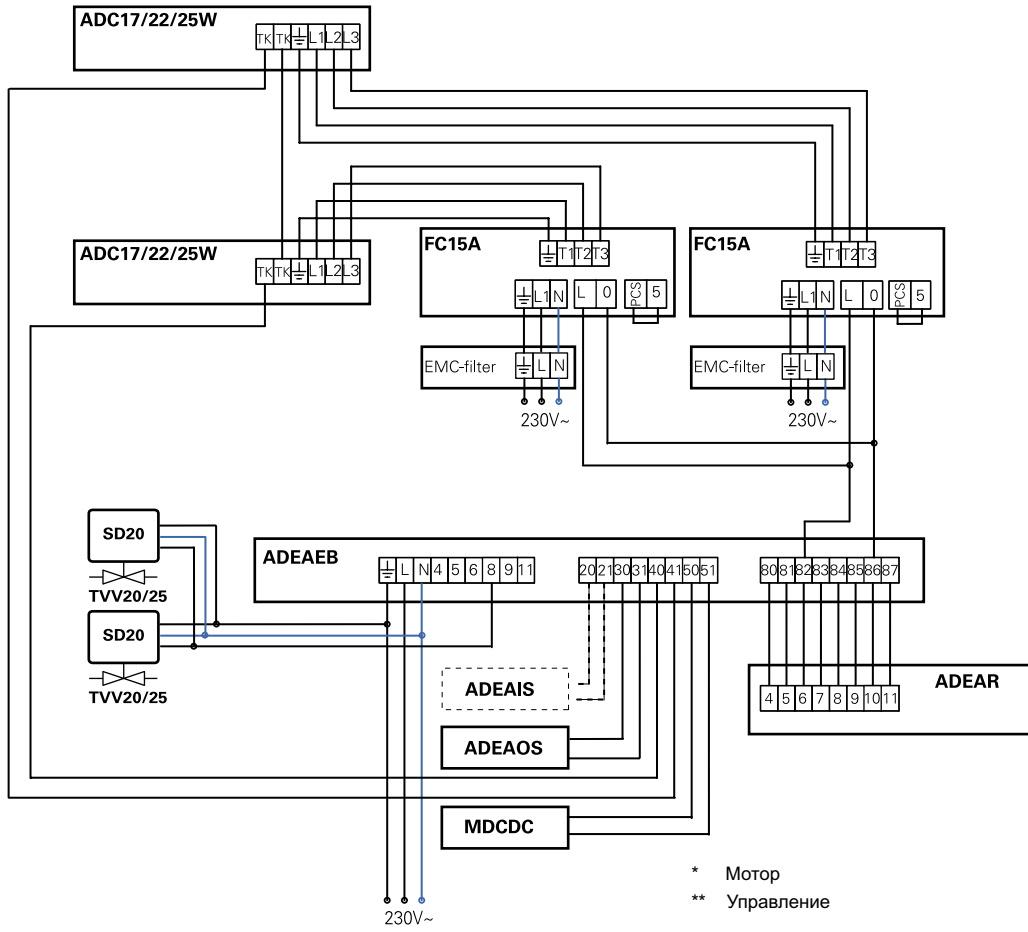 ADC17/22/25W
TK TK L1 L2 L3
ADC17/22/25W
TK TK L1 L2 L3
FC15A
T1 T2 T3
L1 N L 0 PCS 5
EMC-filter
L N
230V~
FC15A
T1 T2 T3
L1 N L 0 PCS 5
EMC-filter
L N
230V~
SD20
TVV20/25
SD20
TVV20/25
ADEAEB
L N 4 5 6 8 9 11
20 21 30 31 40 41 50 51
80 81 82 83 84 85 86 87
ADEAIS
ADEAOS
MDCDC
ADEAR
4 5 6 7 8 9 10 11
* Мотор
** Управление
230V~